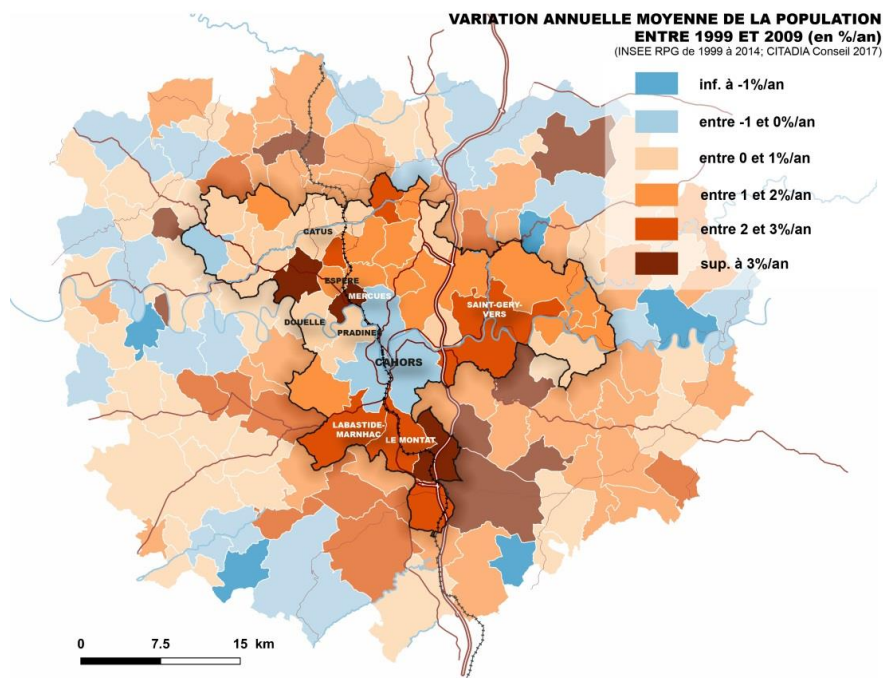 VARIATION ANNUELLE MOYENNE DE LA POPULATION
ENTRE 1999 ET 2009 (en %/an)
(INSEE RPG de 1999 à 2014; CITADIA Conseil 2017)
inf. à -1%/an
entre -1 et 0%/an
entre 0 et 1%/an
entre 1 et 2%/an
entre 2 et 3%/an
sup. à 3%/an
CATUS
ESPERE
MERCUES
SAINT-GERY-
VERS
DOUELLE
PRADINES
CAHORS
LABASTIDE-
MARNHAC
LE MONTAT
0 7.5 15 km